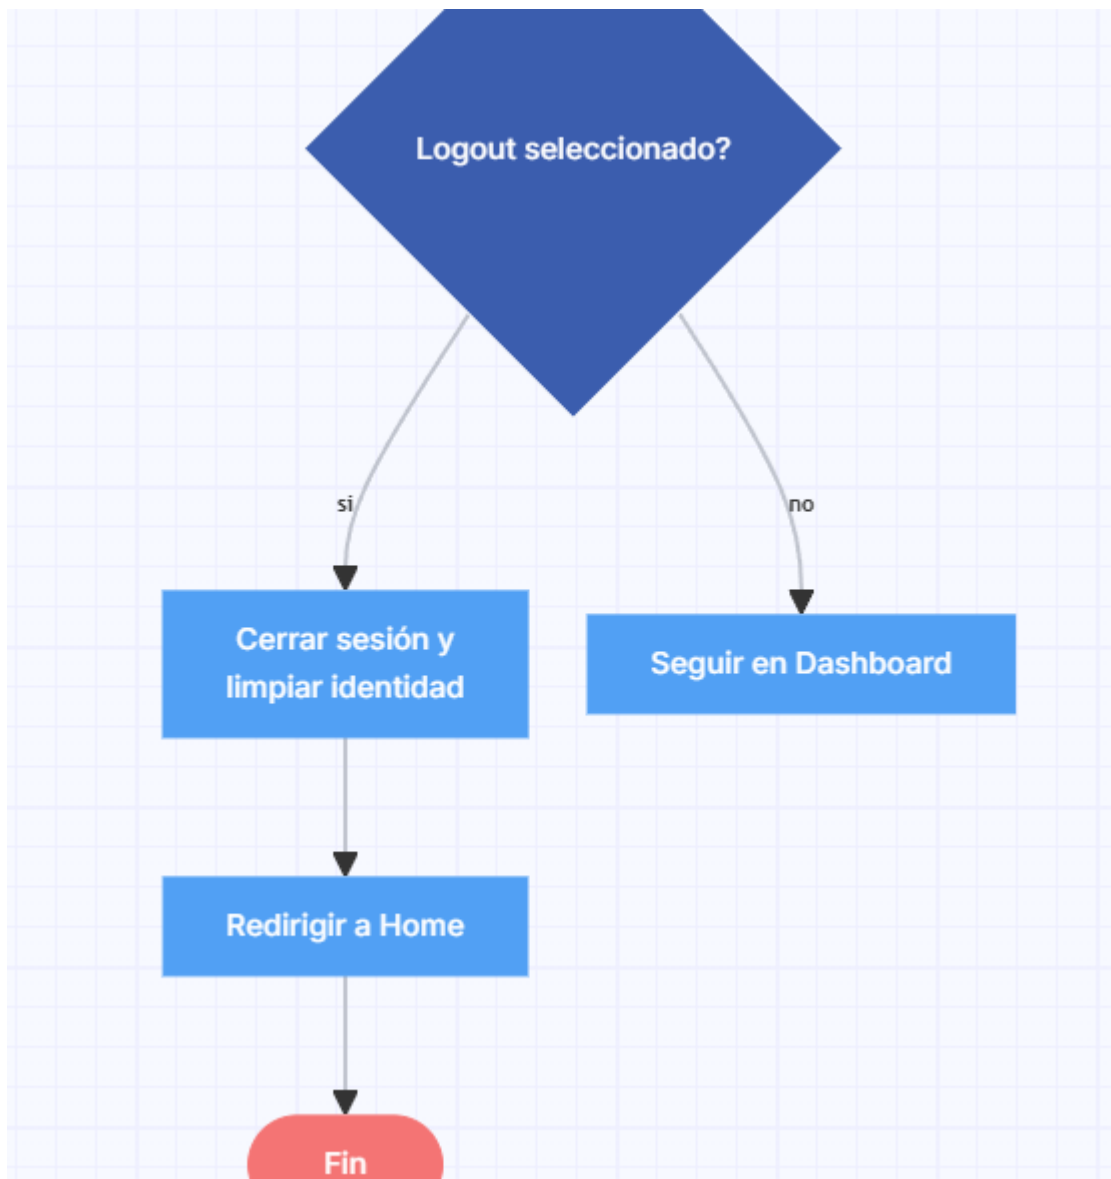 Logout seleccionado?
si
no
Cerrar sesión y
limpiar identidad
Seguir en Dashboard
Redirigir a Home
Fin